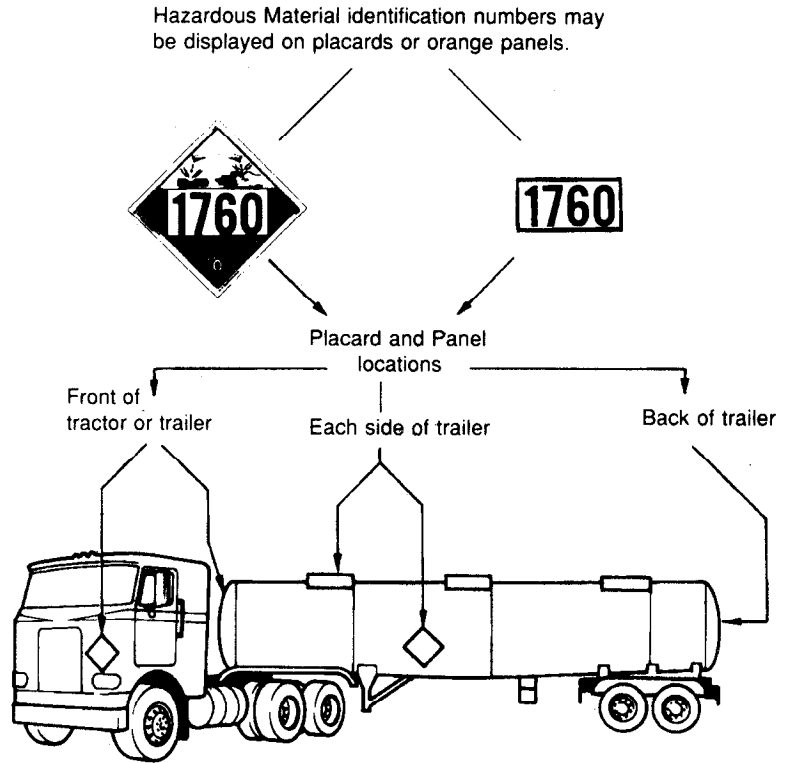 Hazardous Material identification numbers may
be displayed on placards or orange panels.
1760
1760
Placard and Panel
locations
Front of
tractor or trailer
Each side of trailer
Back of trailer